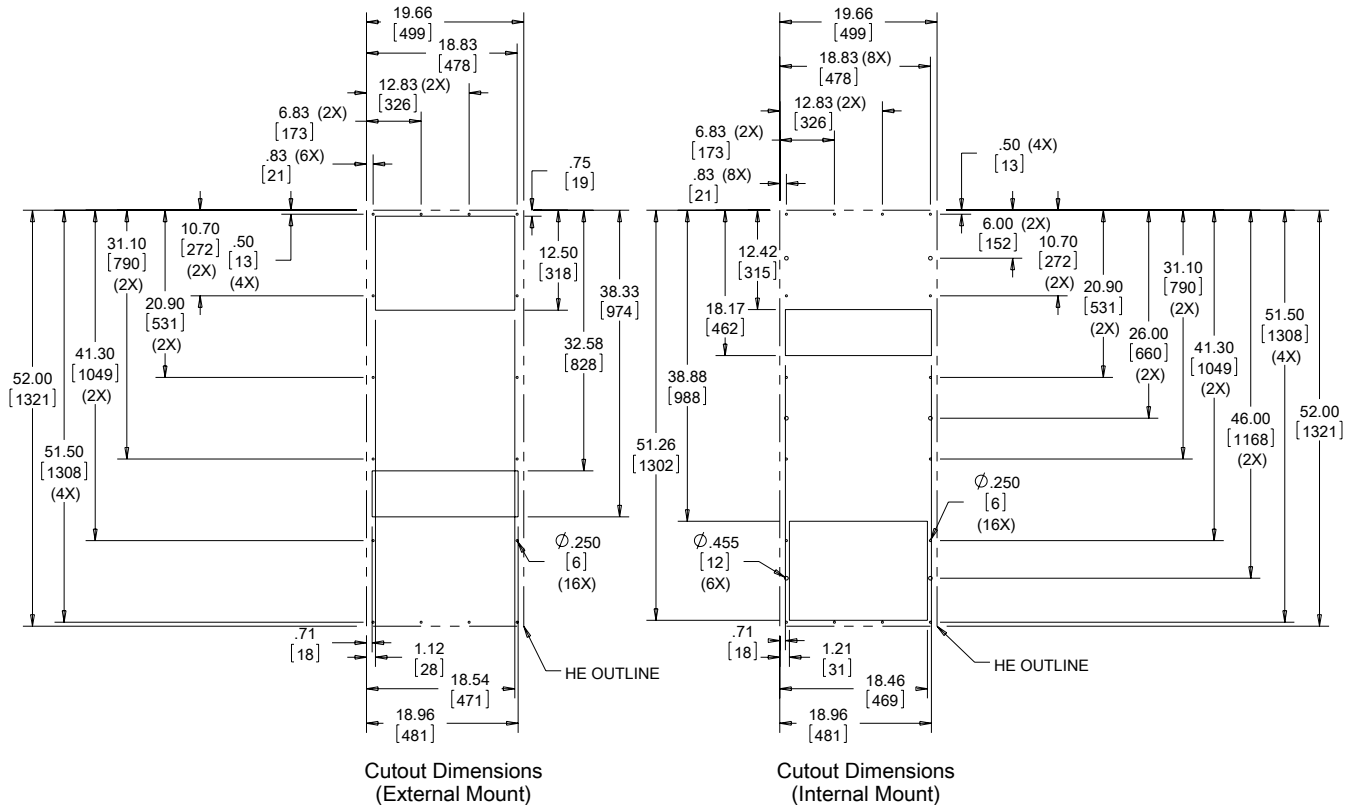 19.66
[499]
18.83
[478]
12.83 (2X)
[326]
6.83 (2X)
[173]
.83 (6X)
[21]
.75
[19]
10.70
[272]
(2X)
.50
[13]
(4X)
31.10
[790]
(2X)
20.90
[531]
(2X)
41.30
[1049]
(2X)
52.00
[1321]
51.50
[1308]
(4X)
12.50
[318]
38.33
[974]
32.58
[828]
Ø.250
[6]
(16X)
.71
[18]
1.12
[28]
HE OUTLINE
18.54
[471]
18.96
[481]
Cutout Dimensions
(External Mount)
19.66
[499]
18.83 (8X)
[478]
12.83 (2X)
[326]
6.83 (2X)
[173]
.83 (8X)
[21]
.50 (4X)
[13]
6.00 (2X)
[152]
10.70
[272]
(2X)
12.42
[315]
18.17
[462]
31.10
[790]
(2X)
20.90
[531]
(2X)
51.50
[1308]
(4X)
26.00
[660]
(2X)
41.30
[1049]
(2X)
38.88
[988]
52.00
[1321]
46.00
[1168]
(2X)
51.26
[1302]
Ø.250
[6]
(16X)
Ø.455
[12]
(6X)
.71
[18]
1.21
[31]
HE OUTLINE
18.46
[469]
18.96
[481]
Cutout Dimensions
(Internal Mount)